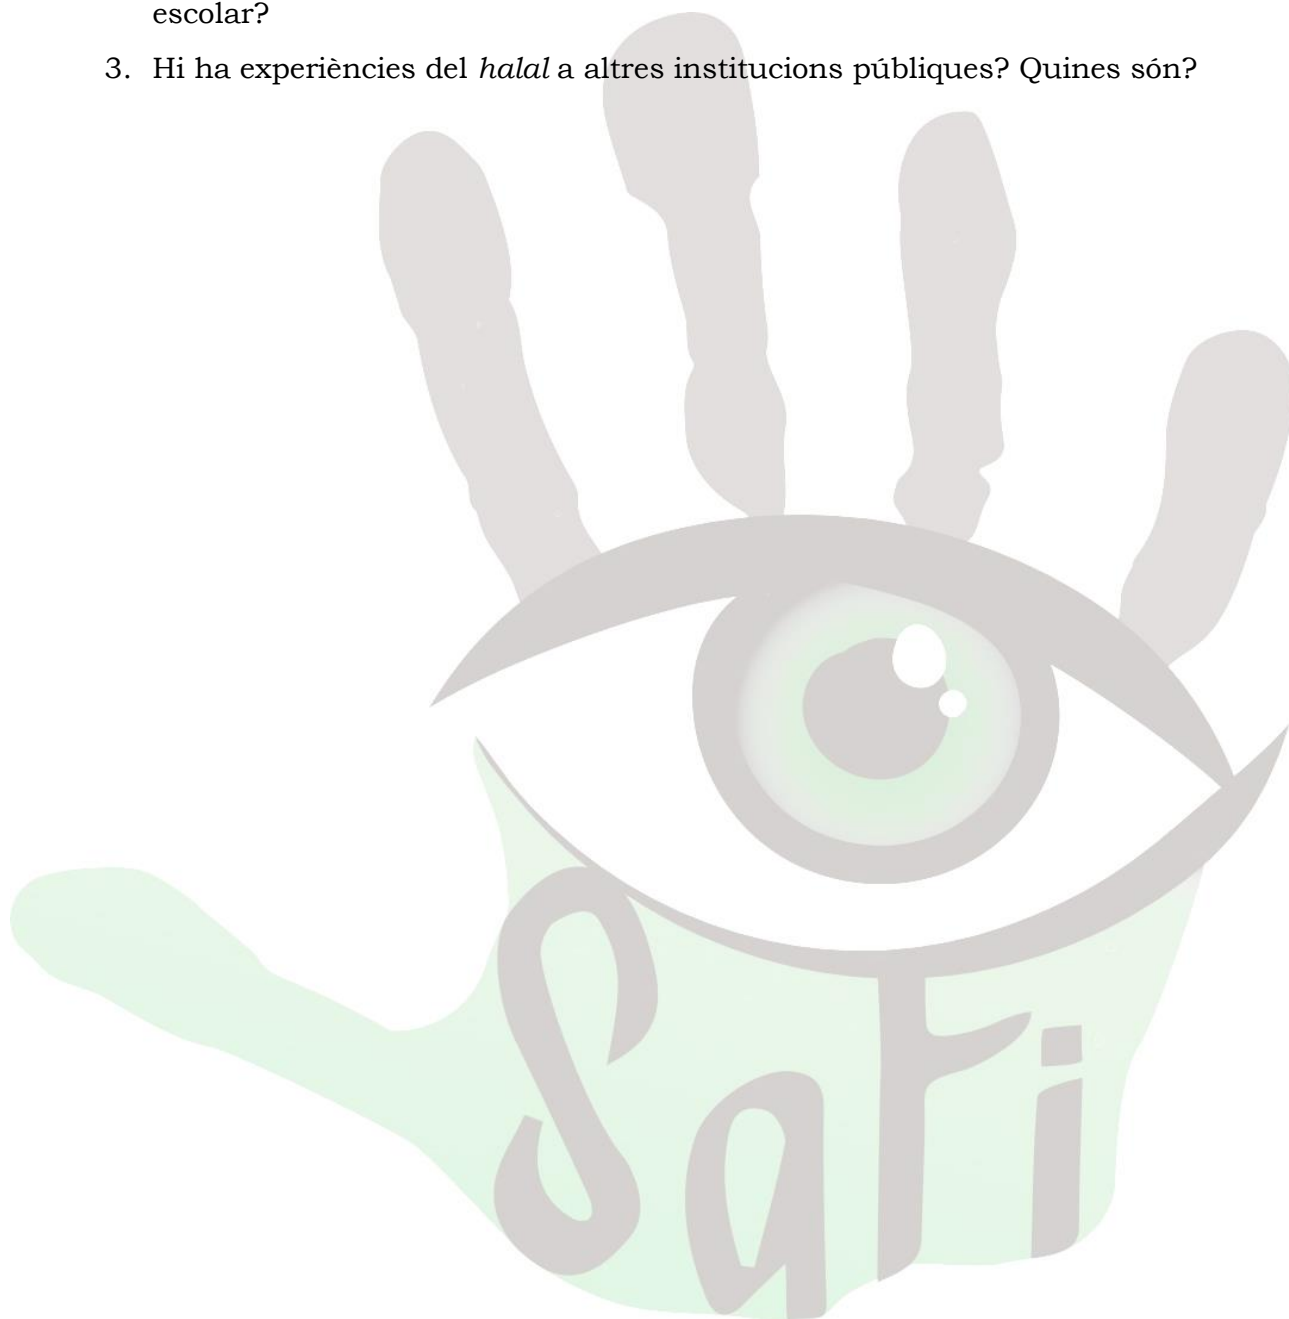 escolar?
3. Hi ha experiències del halal a altres institucions públiques? Quines són?
SaFi